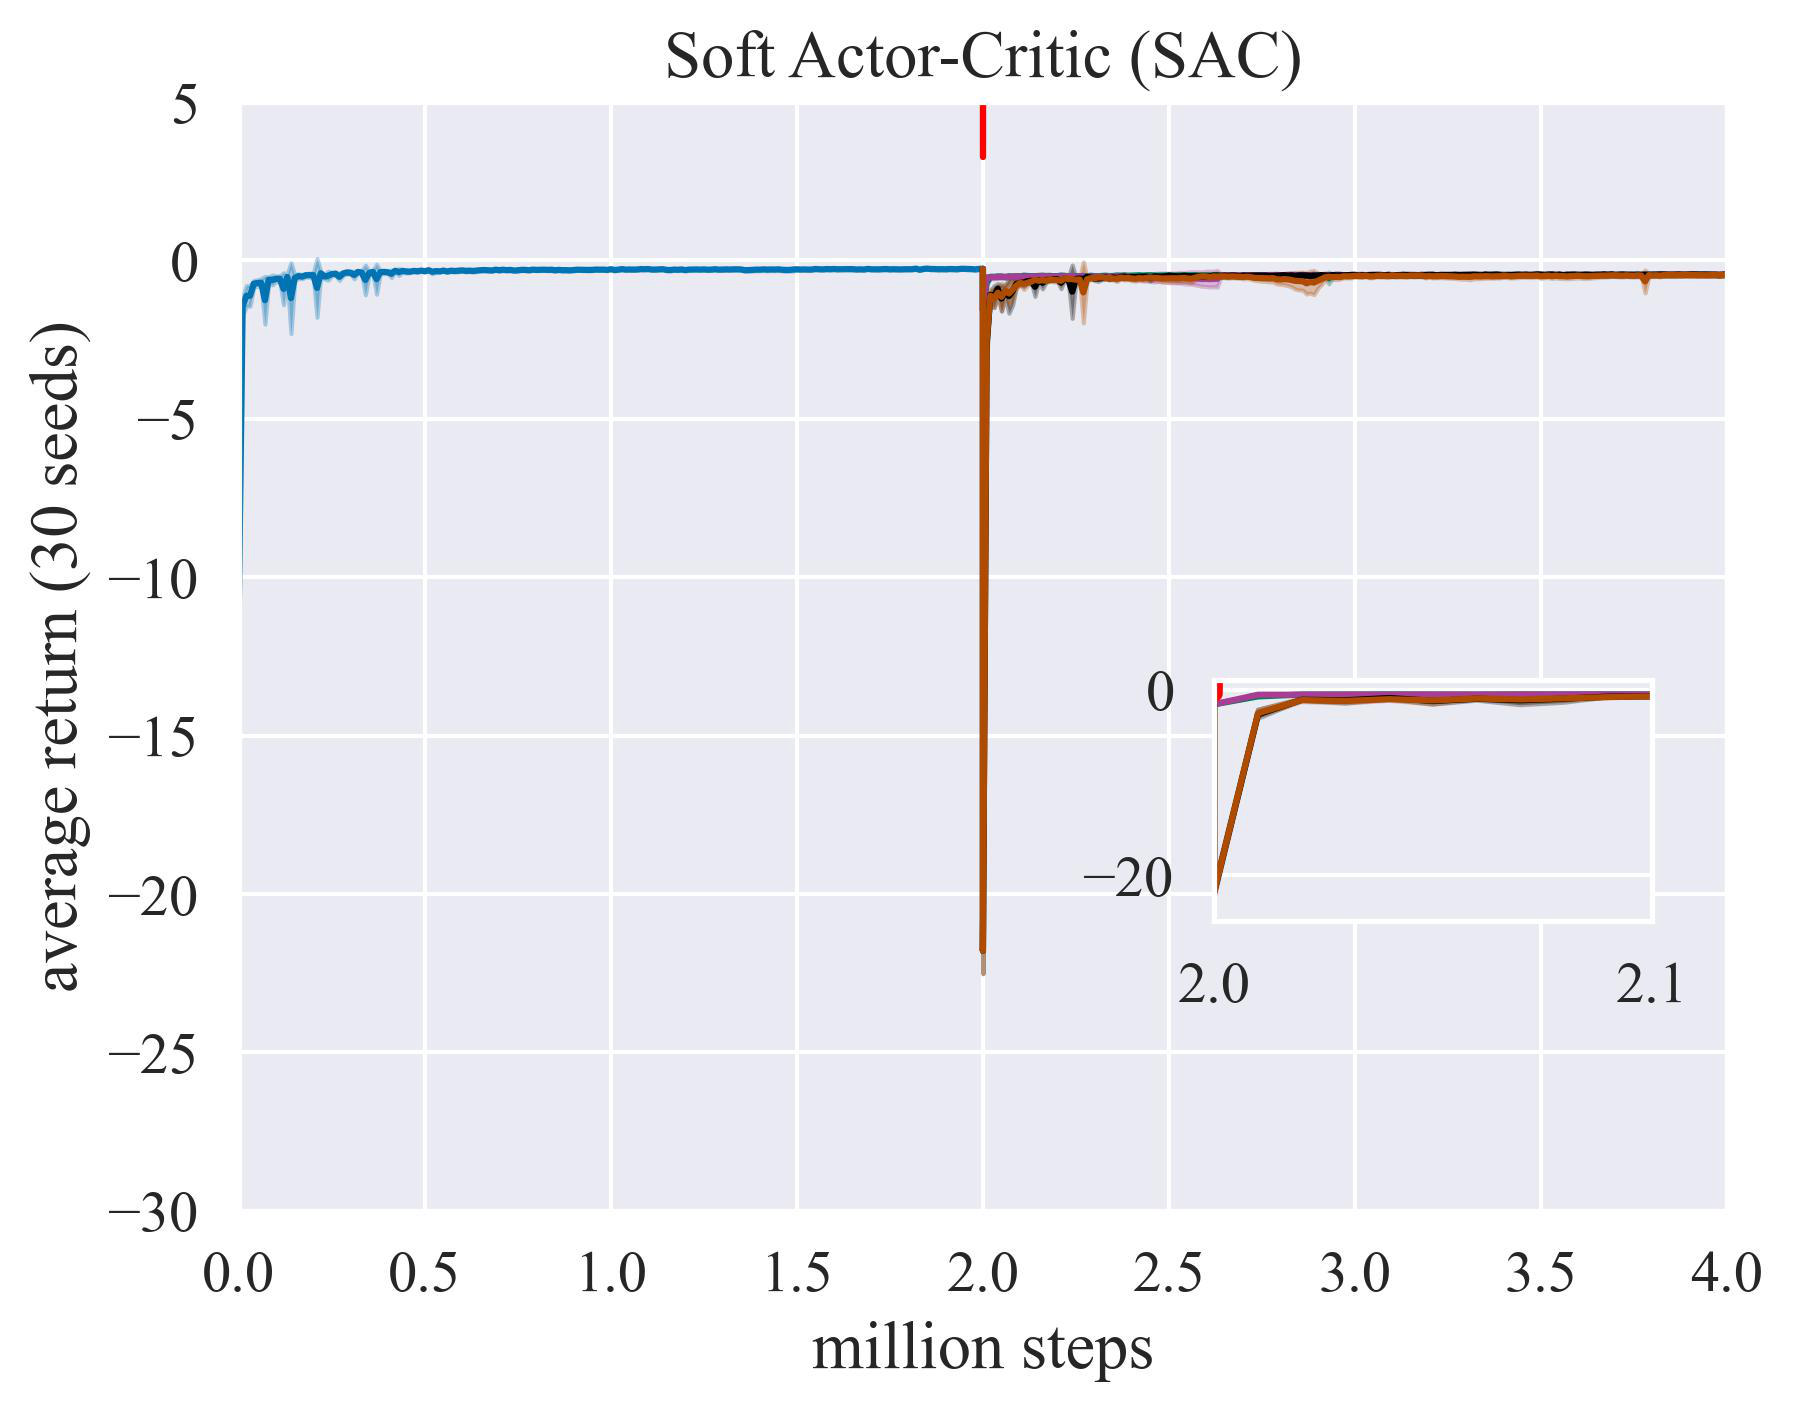 Soft Actor-Critic (SAC)
average return (30 seeds)
5
0
−5
−10
−15
−20
−25
−30
0
−20
2.0 2.1
0.0 0.5 1.0 1.5 2.0 2.5 3.0 3.5 4.0
million steps